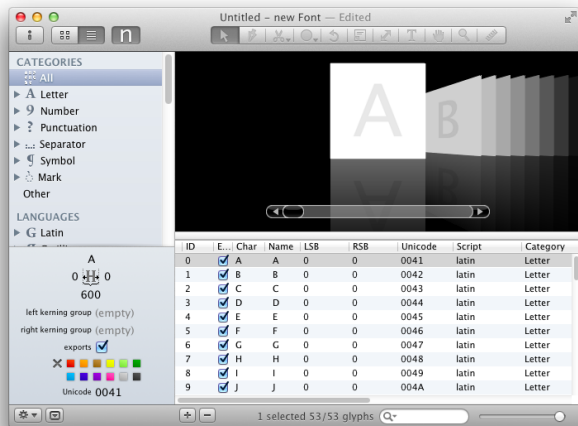 Untitled – new Font — Edited
CATEGORIES
All
A Letter
9 Number
? Punctuation
Separator
Symbol
Mark
Other
LANGUAGES
G Latin
A
0 H 0
600
left kerning group (empty)
right kerning group (empty)
exports
Unicode 0041
A
B
ID E... Char Name LSB RSB Unicode Script Category
0 A A 0 0 0041 latin Letter
1 B B 0 0 0042 latin Letter
2 C C 0 0 0043 latin Letter
3 D D 0 0 0044 latin Letter
4 E E 0 0 0045 latin Letter
5 F F 0 0 0046 latin Letter
6 G G 0 0 0047 latin Letter
7 H H 0 0 0048 latin Letter
8 I I 0 0 0049 latin Letter
9 J J 0 0 004A latin Letter
1 selected 53/53 glyphs